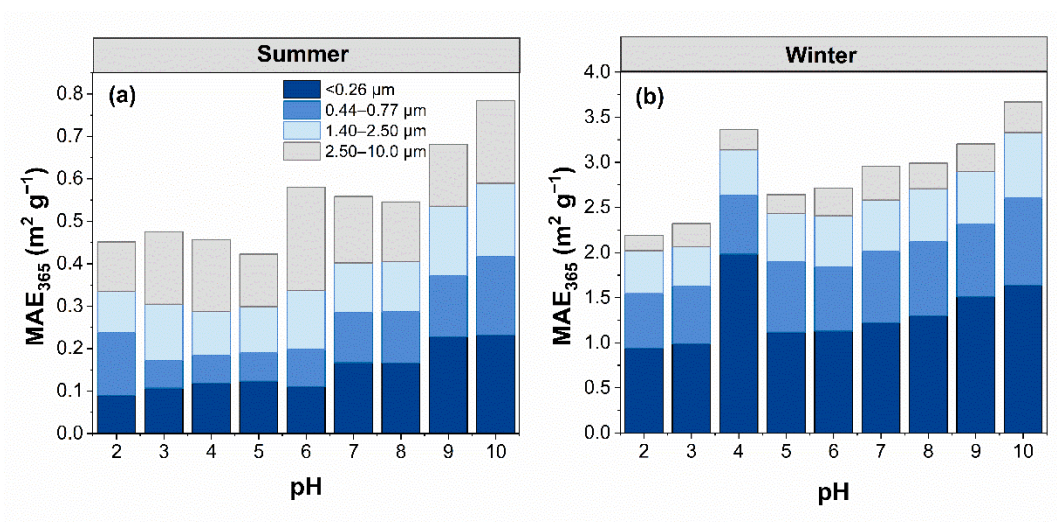 Summer
(a)
<0.26 μm
0.44–0.77 μm
1.40–2.50 μm
2.50–10.0 μm
0.8
0.7
0.6
0.5
0.4
0.3
0.2
0.1
0.0
MAE₃₆₅ (m² g⁻¹)
2 3 4 5 6 7 8 9 10
pH
Winter
(b)
4.0
3.5
3.0
2.5
2.0
1.5
1.0
0.5
0.0
MAE₃₆₅ (m² g⁻¹)
2 3 4 5 6 7 8 9 10
pH